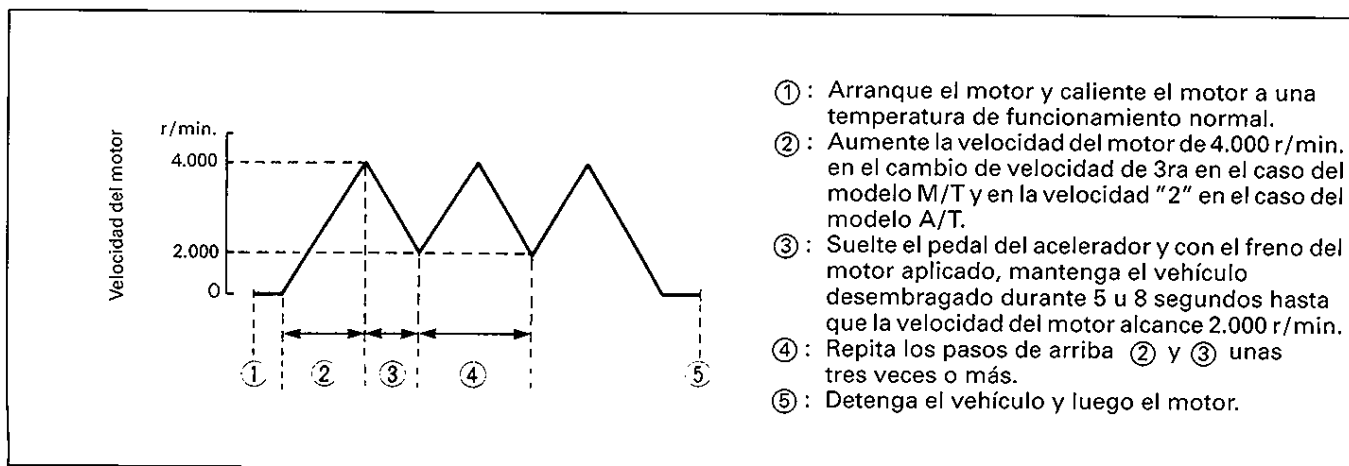 Velocidad del motor
r/min.
4.000
2.000
0
① ② ③ ④ ⑤
①: Arranque el motor y caliente el motor a una
temperatura de funcionamiento normal.
②: Aumente la velocidad del motor de 4.000 r/min.
en el cambio de velocidad de 3ra en el caso del
modelo M/T y en la velocidad "2" en el caso del
modelo A/T.
③: Suelte el pedal del acelerador y con el freno del
motor aplicado, mantenga el vehículo
desembragado durante 5 u 8 segundos hasta
que la velocidad del motor alcance 2.000 r/min.
④: Repita los pasos de arriba ② y ③ unas
tres veces o más.
⑤: Detenga el vehículo y luego el motor.